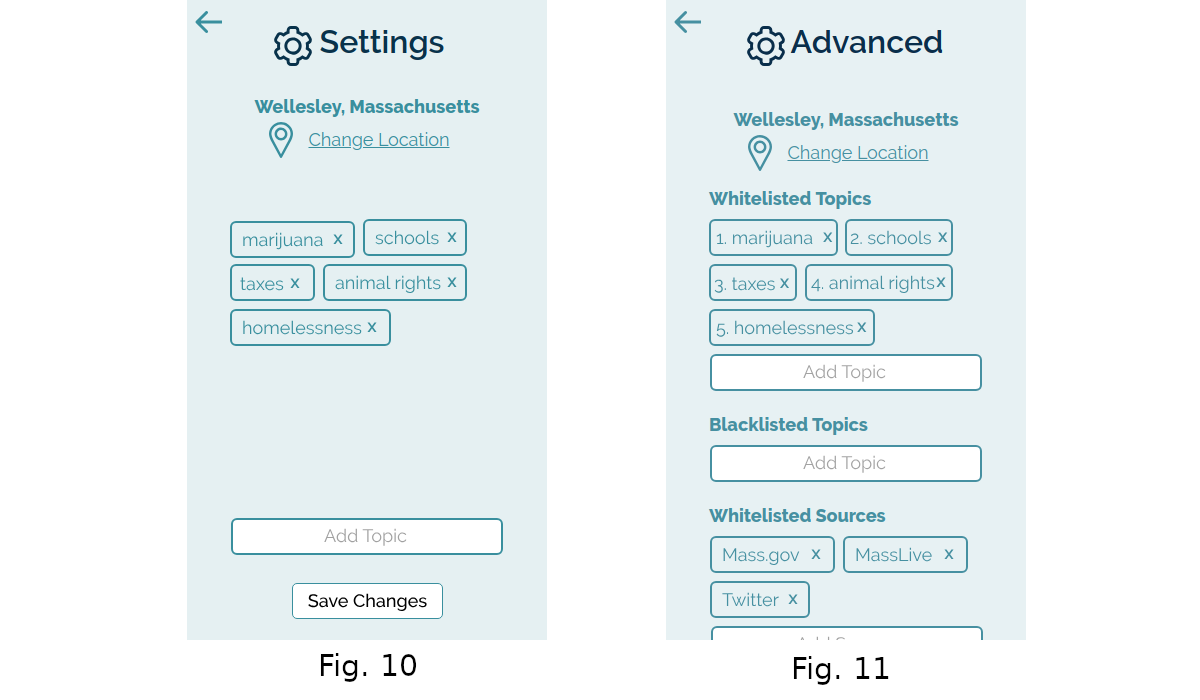 Settings
Wellesley, Massachusetts
Change Location
marijuana x schools x
taxes x animal rights x
homelessness x
Add Topic
Save Changes
Fig. 10
Advanced
Wellesley, Massachusetts
Change Location
Whitelisted Topics
1. marijuana x 2. schools x
3. taxes x 4. animal rights x
5. homelessness x
Add Topic
Blacklisted Topics
Add Topic
Whitelisted Sources
Mass.gov x MassLive x
Twitter x
Fig. 11